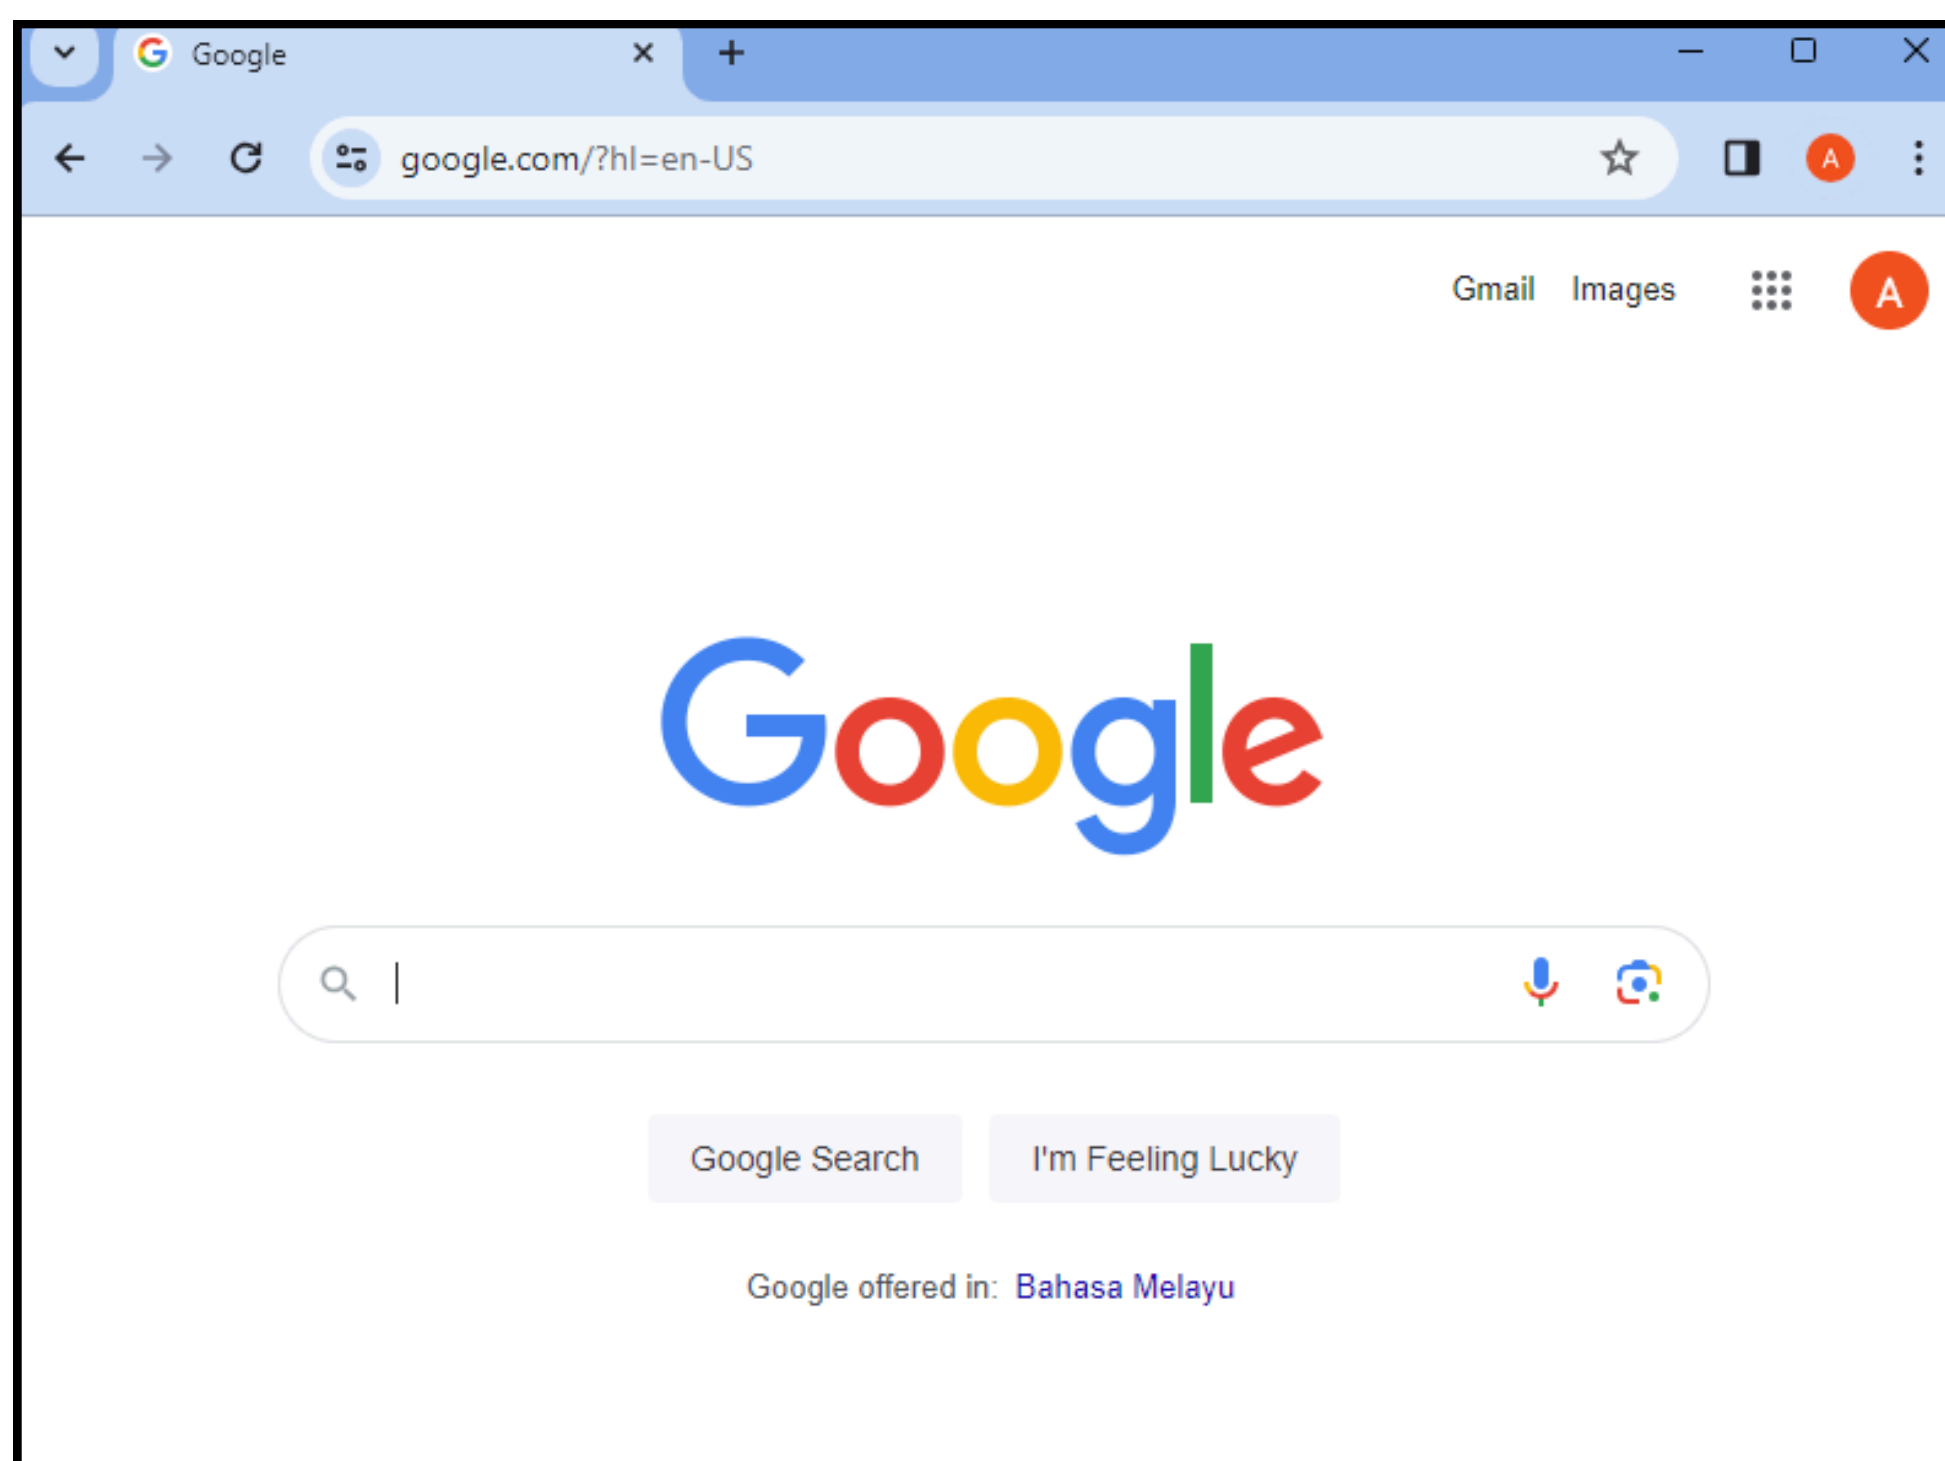 Google
google.com/?hl=en-US
A
Gmail Images A
Google
Google Search I'm Feeling Lucky
Google offered in: Bahasa Melayu